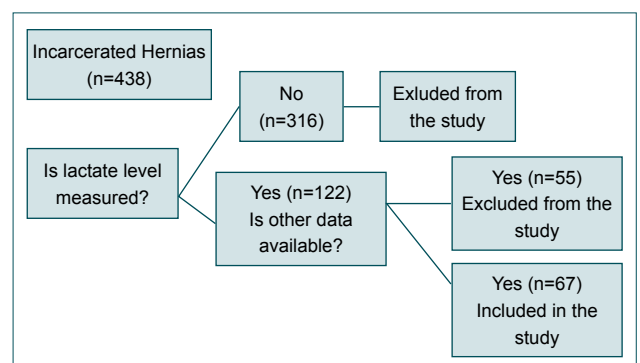 Incarcerated Hernias
(n=438)
No
(n=316)
Exluded from
the study
Is lactate level
measured?
Yes (n=122)
Is other data
available?
Yes (n=55)
Excluded from the
study
Yes (n=67)
Included in the
study